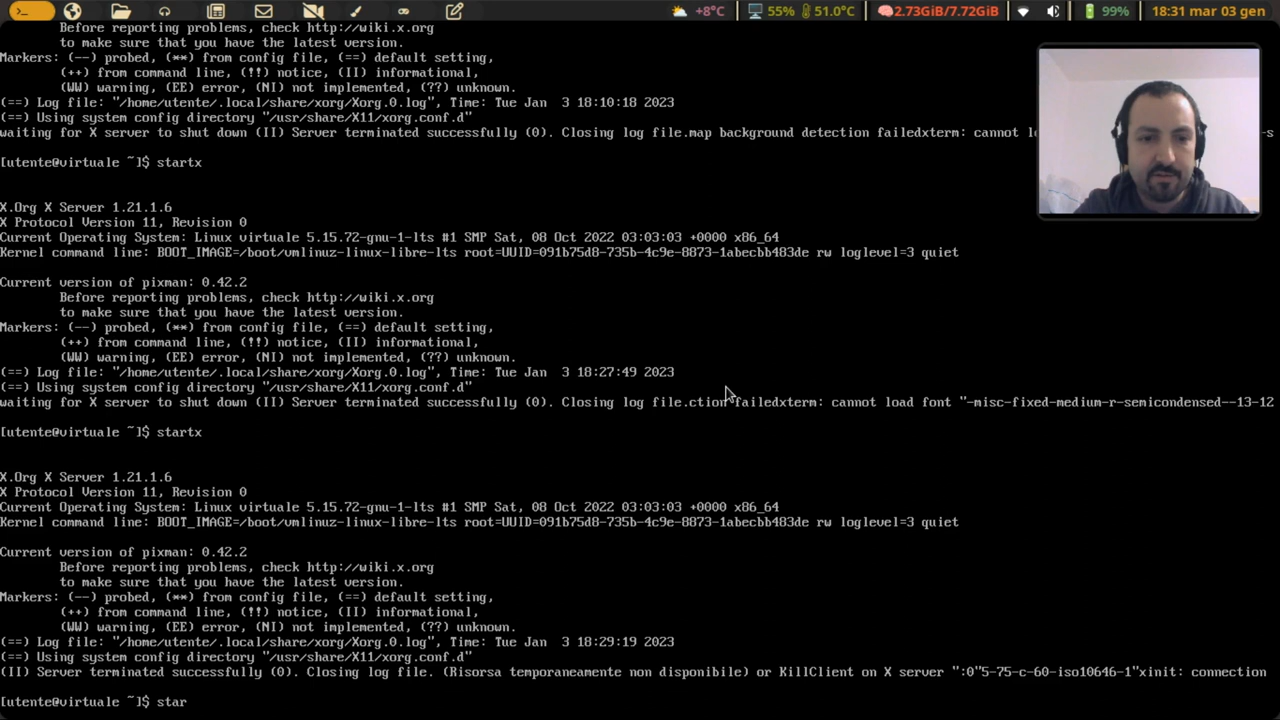 >_ +8°C 55% 51.0°C 2.73GiB/7.72GiB 99% 18:31 mar 03 gen
Before reporting problems, check http://wiki.x.org
to make sure that you have the latest version.
Markers: (--) probed, (**) from config file, (==) default setting,
(++) from command line, (!!) notice, (II) informational,
(WW) warning, (EE) error, (NI) not implemented, (??) unknown.
(==) Log file: "/home/utente/.local/share/xorg/Xorg.0.log", Time: Tue Jan  3 18:10:18 2023
(==) Using system config directory "/usr/share/X11/xorg.conf.d"
waiting for X server to shut down (II) Server terminated successfully (0). Closing log file.map background detection failedxterm: cannot lo -s
[utente@virtuale ~]$ startx
X.Org X Server 1.21.1.6
X Protocol Version 11, Revision 0
Current Operating System: Linux virtuale 5.15.72-gnu-1-lts #1 SMP Sat, 08 Oct 2022 03:03:03 +0000 x86_64
Kernel command line: BOOT_IMAGE=/boot/vmlinuz-linux-libre-lts root=UUID=091b75d8-735b-4c9e-8873-1abecbb483de rw loglevel=3 quiet
Current version of pixman: 0.42.2
Before reporting problems, check http://wiki.x.org
to make sure that you have the latest version.
Markers: (--) probed, (**) from config file, (==) default setting,
(++) from command line, (!!) notice, (II) informational,
(WW) warning, (EE) error, (NI) not implemented, (??) unknown.
(==) Log file: "/home/utente/.local/share/xorg/Xorg.0.log", Time: Tue Jan  3 18:27:49 2023
(==) Using system config directory "/usr/share/X11/xorg.conf.d"
waiting for X server to shut down (II) Server terminated successfully (0). Closing log file.ction failedxterm: cannot load font "-misc-fixed-medium-r-semicondensed--13-12
[utente@virtuale ~]$ startx
X.Org X Server 1.21.1.6
X Protocol Version 11, Revision 0
Current Operating System: Linux virtuale 5.15.72-gnu-1-lts #1 SMP Sat, 08 Oct 2022 03:03:03 +0000 x86_64
Kernel command line: BOOT_IMAGE=/boot/vmlinuz-linux-libre-lts root=UUID=091b75d8-735b-4c9e-8873-1abecbb483de rw loglevel=3 quiet
Current version of pixman: 0.42.2
Before reporting problems, check http://wiki.x.org
to make sure that you have the latest version.
Markers: (--) probed, (**) from config file, (==) default setting,
(++) from command line, (!!) notice, (II) informational,
(WW) warning, (EE) error, (NI) not implemented, (??) unknown.
(==) Log file: "/home/utente/.local/share/xorg/Xorg.0.log", Time: Tue Jan  3 18:29:19 2023
(==) Using system config directory "/usr/share/X11/xorg.conf.d"
(II) Server terminated successfully (0). Closing log file. (Risorsa temporaneamente non disponibile) or KillClient on X server ":0"5-75-c-60-iso10646-1"xinit: connection
[utente@virtuale ~]$ star